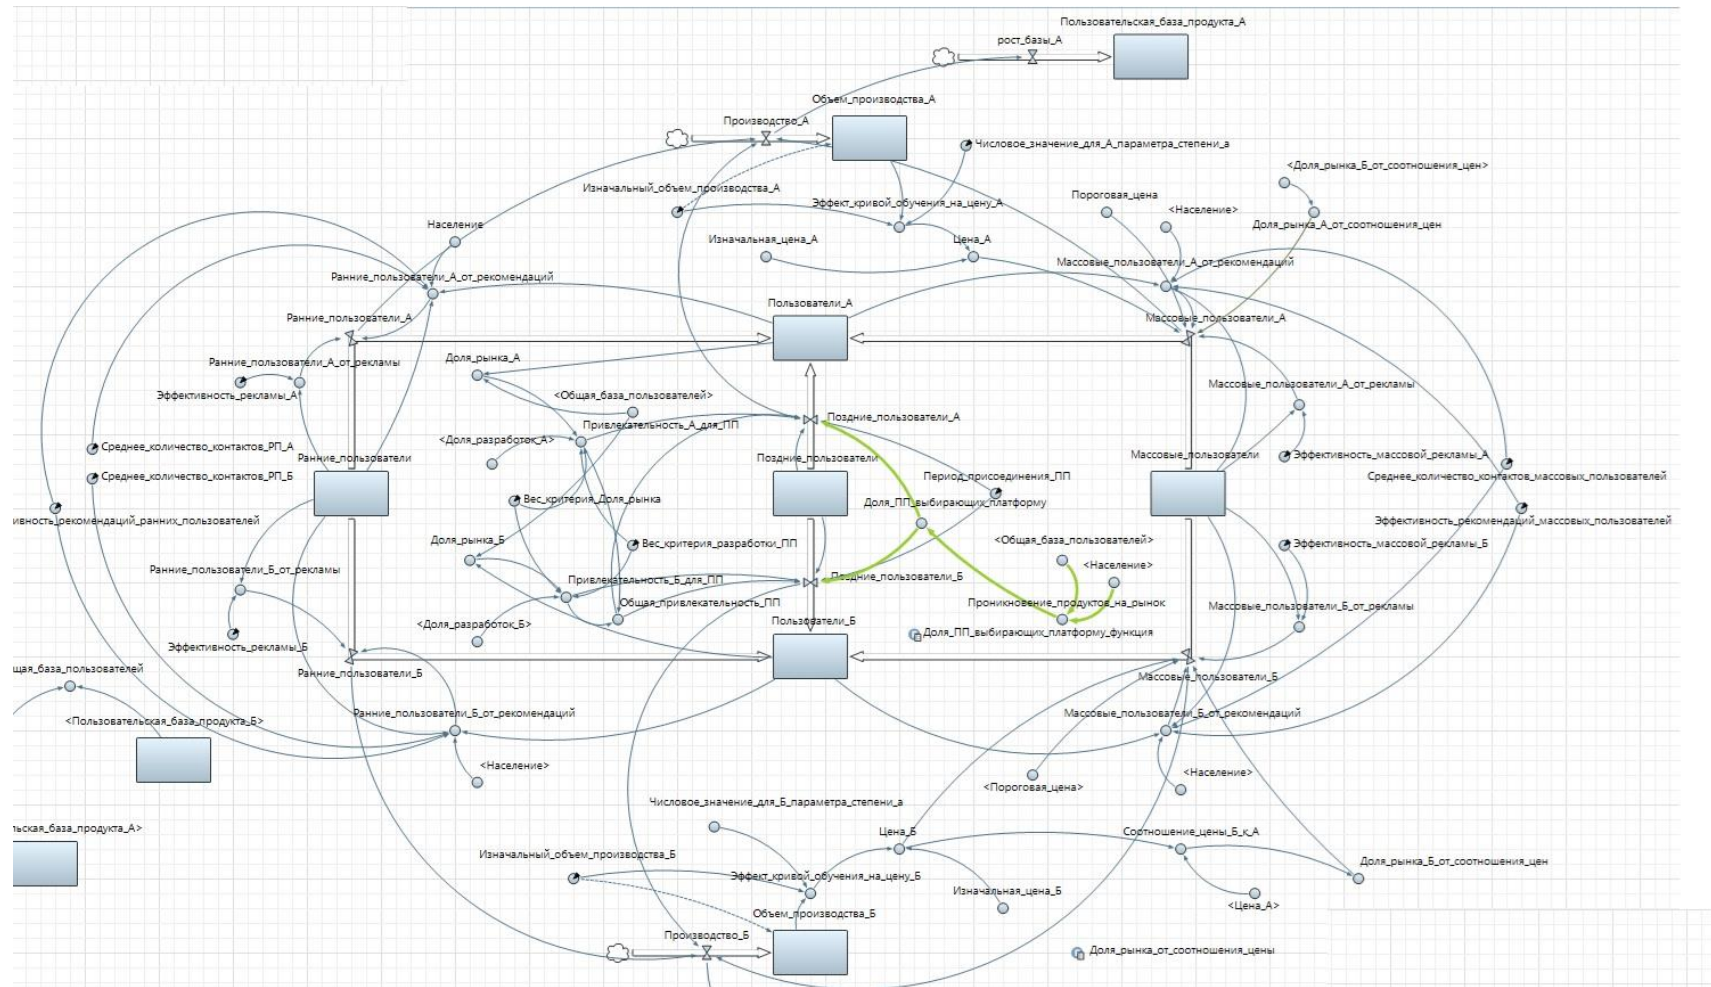 Пользовательская_база_продукта_А
рост_базы_А
Объем_производства_А
Производство_А
Числовое_значение_для_А_параметра_степени_а
<Доля_рынка_Б_от_соотношения_цен>
Изначальный_объем_производства_А
Эффект_кривой_обучения_на_цену_А
Пороговая_цена
<Население>
Доля_рынка_А_от_соотношения_цен
Население
Изначальная_цена_А
Цена_А
Ранние_пользователи_А_от_рекомендаций
Массовые_пользователи_А_от_рекомендаций
Пользователи_А
Ранние_пользователи_А
Массовые_пользователи_А
Ранние_пользователи_А_от_рекламы
Доля_рынка_А
Эффективность_рекламы_А
<Общая_база_пользователей>
Массовые_пользователи_А_от_рекламы
Поздние_пользователи_А
Привлекательность_А_для_ПП
<Доля_разработок_А>
Среднее_количество_контактов_РП_А
Ранние_пользователи
Поздние_пользователи
Массовые_пользователи
Эффективность_массовой_рекламы_А
Среднее_количество_контактов_РП_Б
Период_присоединения_ПП
Среднее_количество_контактов_массовых_пользователей
Вес_критерия_Доля_рынка
Доля_ПП_выбирающих_платформу
ивность_рекомендаций_ранних_пользователей
Эффективность_рекомендаций_массовых_пользователей
Доля_рынка_Б
Вес_критерия_разработки_ПП
<Общая_база_пользователей>
Эффективность_массовой_рекламы_Б
<Население>
Ранние_пользователи_Б_от_рекламы
Привлекательность_Б_для_ПП
Поздние_пользователи_Б
Общая_привлекательность_ПП
Проникновение_продуктов_на_рынок
Массовые_пользователи_Б_от_рекламы
<Доля_разработок_Б>
Пользователи_Б
Доля_ПП_выбирающих_платформу_функция
Эффективность_рекламы_Б
щая_база_пользователей
Ранние_пользователи_Б
Массовые_пользователи_Б
<Пользовательская_база_продукта_Б>
Ранние_пользователи_Б_от_рекомендаций
Массовые_пользователи_Б_от_рекомендаций
<Население>
<Пороговая_цена>
<Население>
Числовое_значение_для_Б_параметра_степени_а
льская_база_продукта_А>
Цена_Б
Соотношение_цены_Б_к_А
Изначальный_объем_производства_Б
Доля_рынка_Б_от_соотношения_цен
Эффект_кривой_обучения_на_цену_Б
Изначальная_цена_Б
<Цена_А>
Объем_производства_Б
Производство_Б
Доля_рынка_от_соотношения_цены